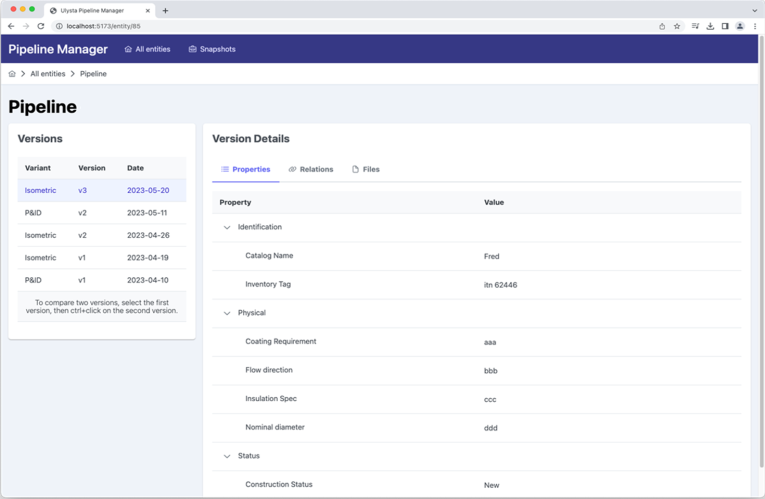 Ulysta Pipeline Manager
localhost:5173/entity/85
Pipeline Manager All entities Snapshots
All entities Pipeline
Pipeline
Versions
Variant Version Date
Isometric v3 2023-05-20
P&ID v2 2023-05-11
Isometric v2 2023-04-26
Isometric v1 2023-04-19
P&ID v1 2023-04-10
To compare two versions, select the first
version, then ctrl+click on the second version.
Version Details
Properties Relations Files
Property Value
Identification
Catalog Name Fred
Inventory Tag itn 62446
Physical
Coating Requirement aaa
Flow direction bbb
Insulation Spec ccc
Nominal diameter ddd
Status
Construction Status New